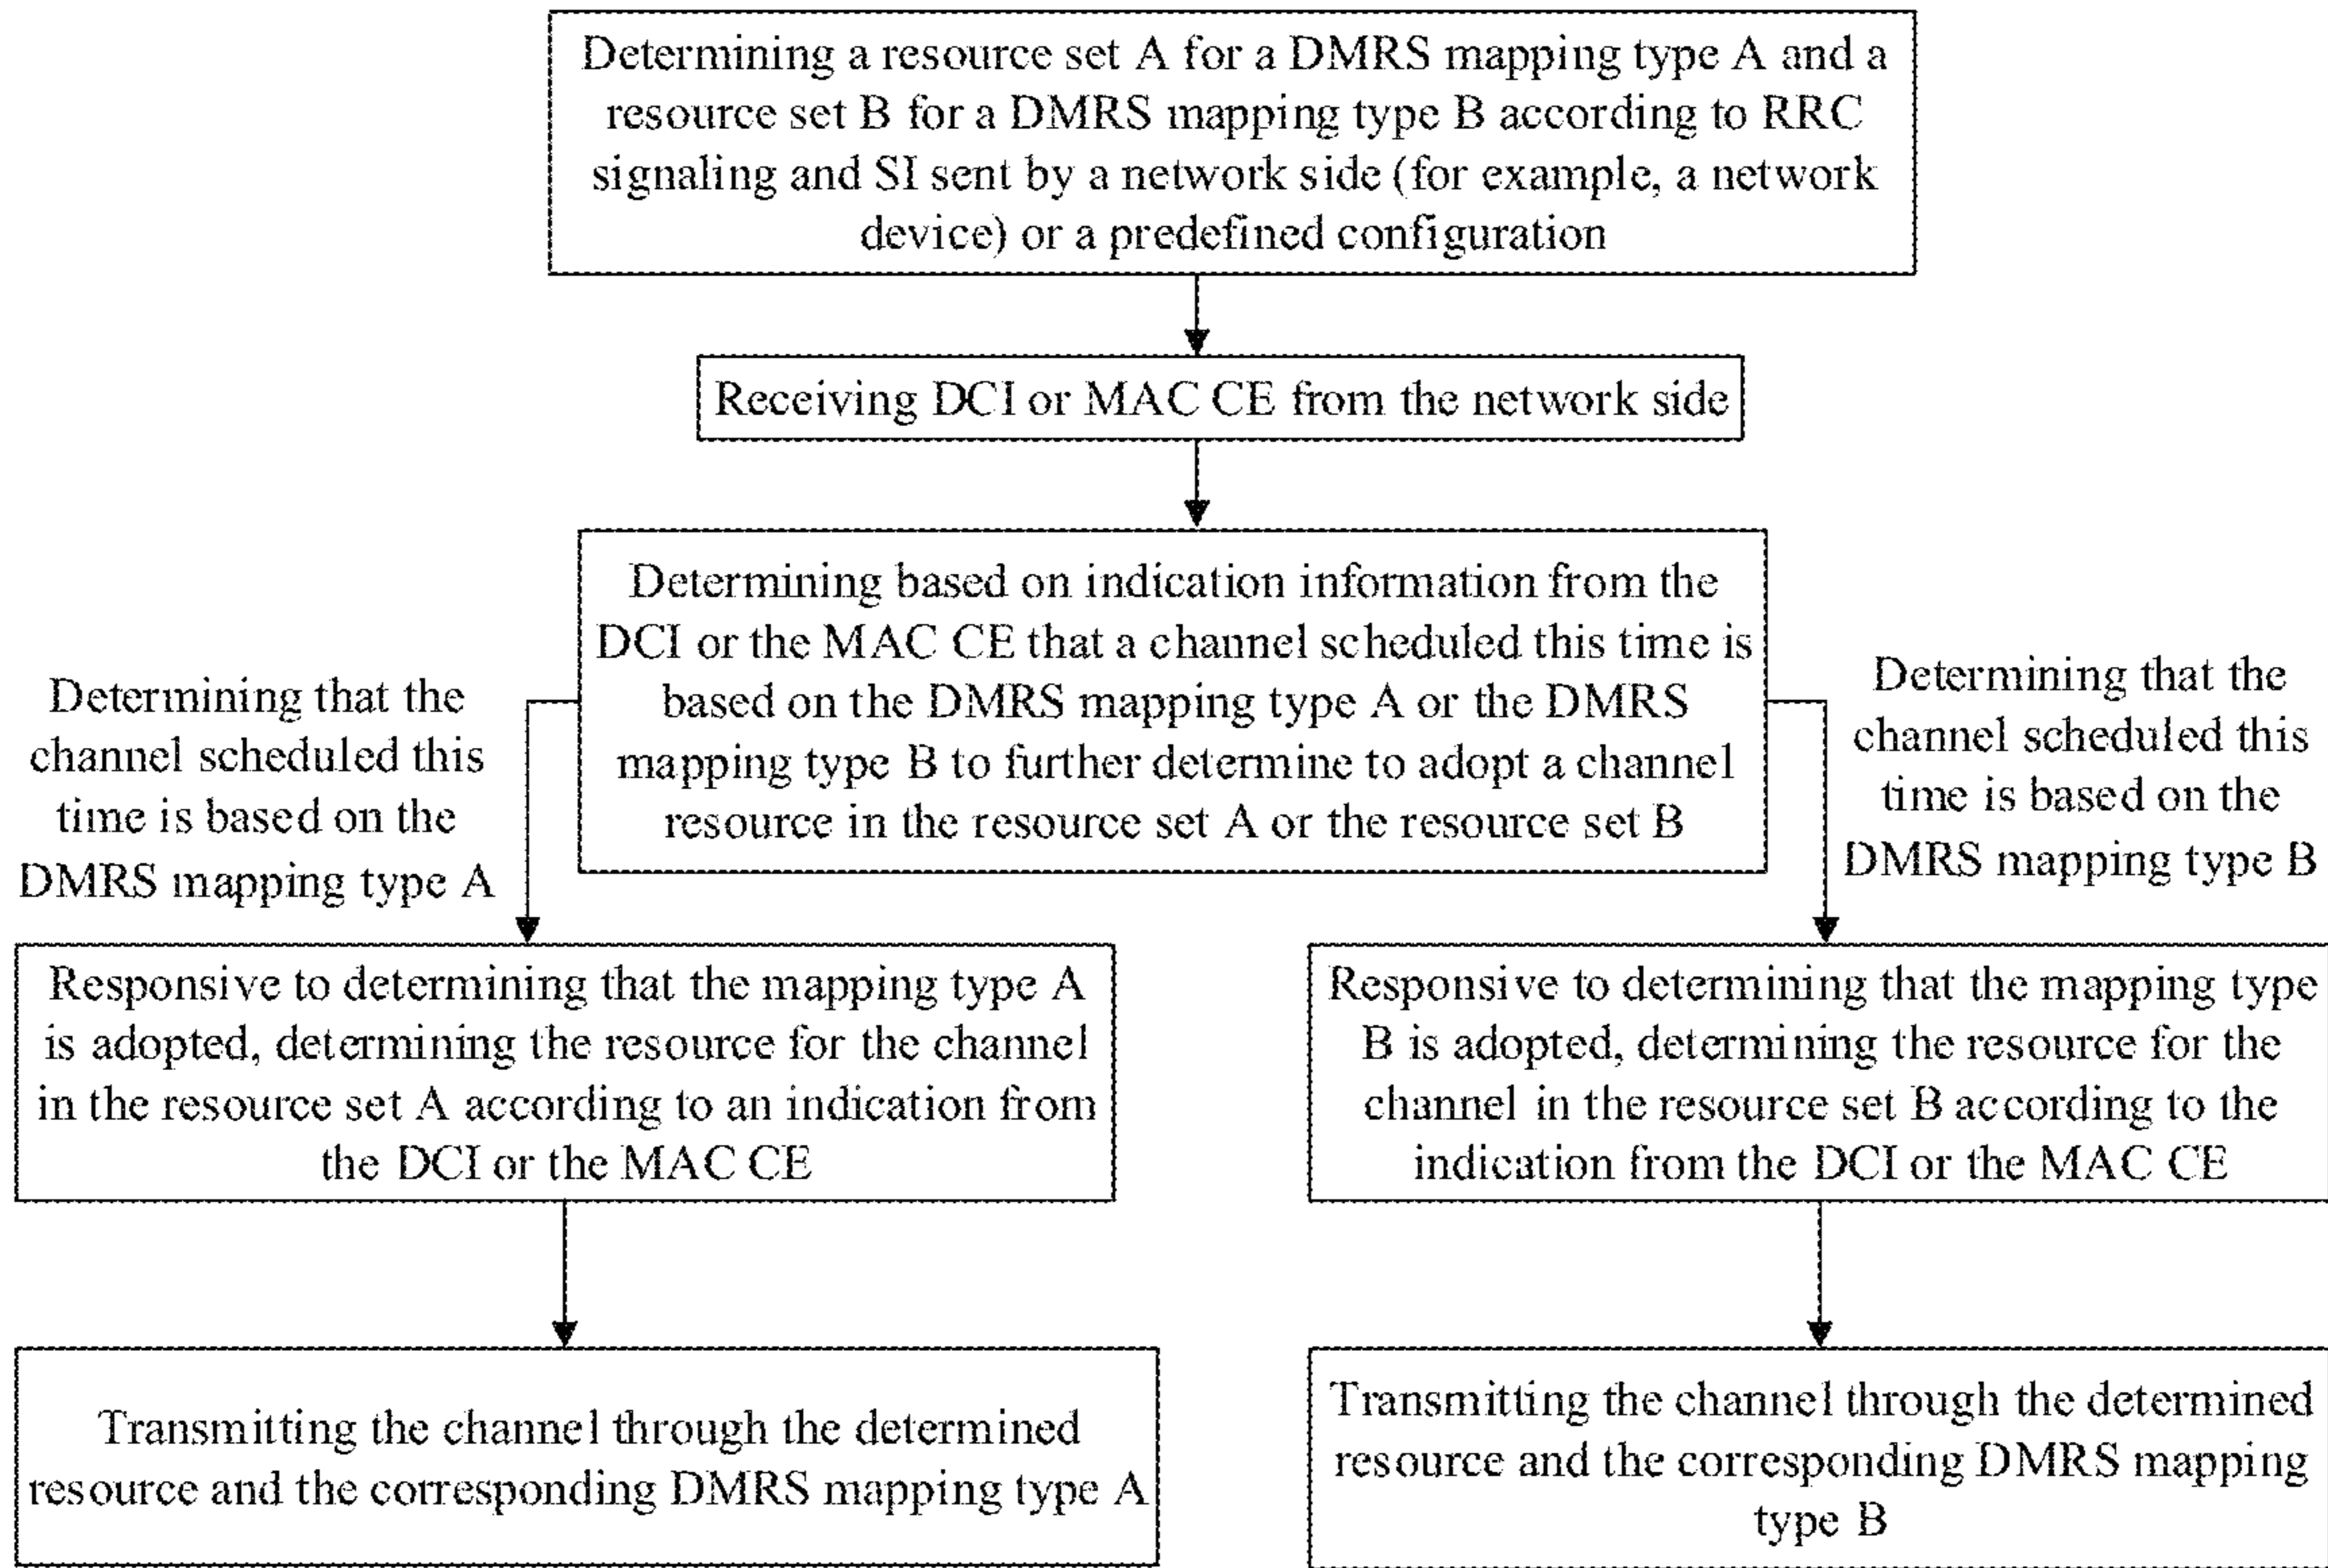 Determining a resource set A for a DMRS mapping type A and a
resource set B for a DMRS mapping type B according to RRC
signaling and SI sent by a network side (for example, a network
device) or a predefined configuration
Receiving DCI or MAC CE from the network side
Determining based on indication information from the
DCI or the MAC CE that a channel scheduled this time is
based on the DMRS mapping type A or the DMRS
mapping type B to further determine to adopt a channel
resource in the resource set A or the resource set B
Determining that the
channel scheduled this
time is based on the
DMRS mapping type A
Determining that the
channel scheduled this
time is based on the
DMRS mapping type B
Responsive to determining that the mapping type A
is adopted, determining the resource for the channel
in the resource set A according to an indication from
the DCI or the MAC CE
Responsive to determining that the mapping type
B is adopted, determining the resource for the
channel in the resource set B according to the
indication from the DCI or the MAC CE
Transmitting the channel through the determined
resource and the corresponding DMRS mapping type A
Transmitting the channel through the determined
resource and the corresponding DMRS mapping
type B